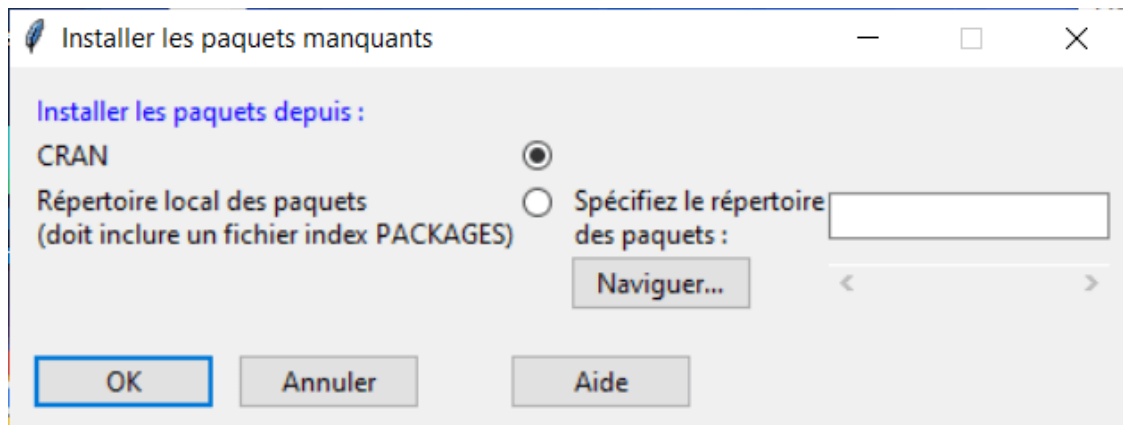 Installer les paquets manquants
Installer les paquets depuis :
CRAN
Répertoire local des paquets
(doit inclure un fichier index PACKAGES)
Spécifiez le répertoire
des paquets :
Naviguer...
OK
Annuler
Aide